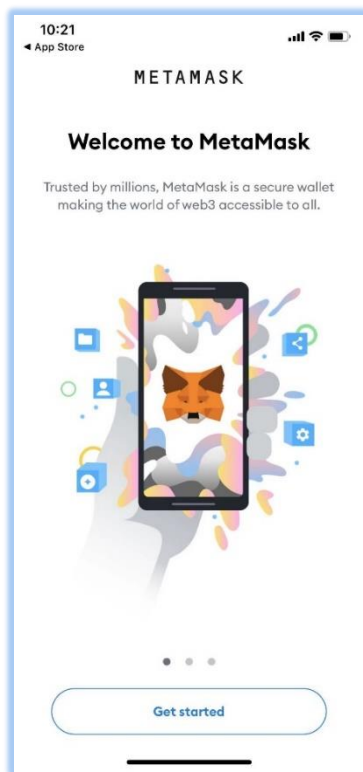 10:21
◀ App Store
METAMASK
Welcome to MetaMask
Trusted by millions, MetaMask is a secure wallet
making the world of web3 accessible to all.
Get started